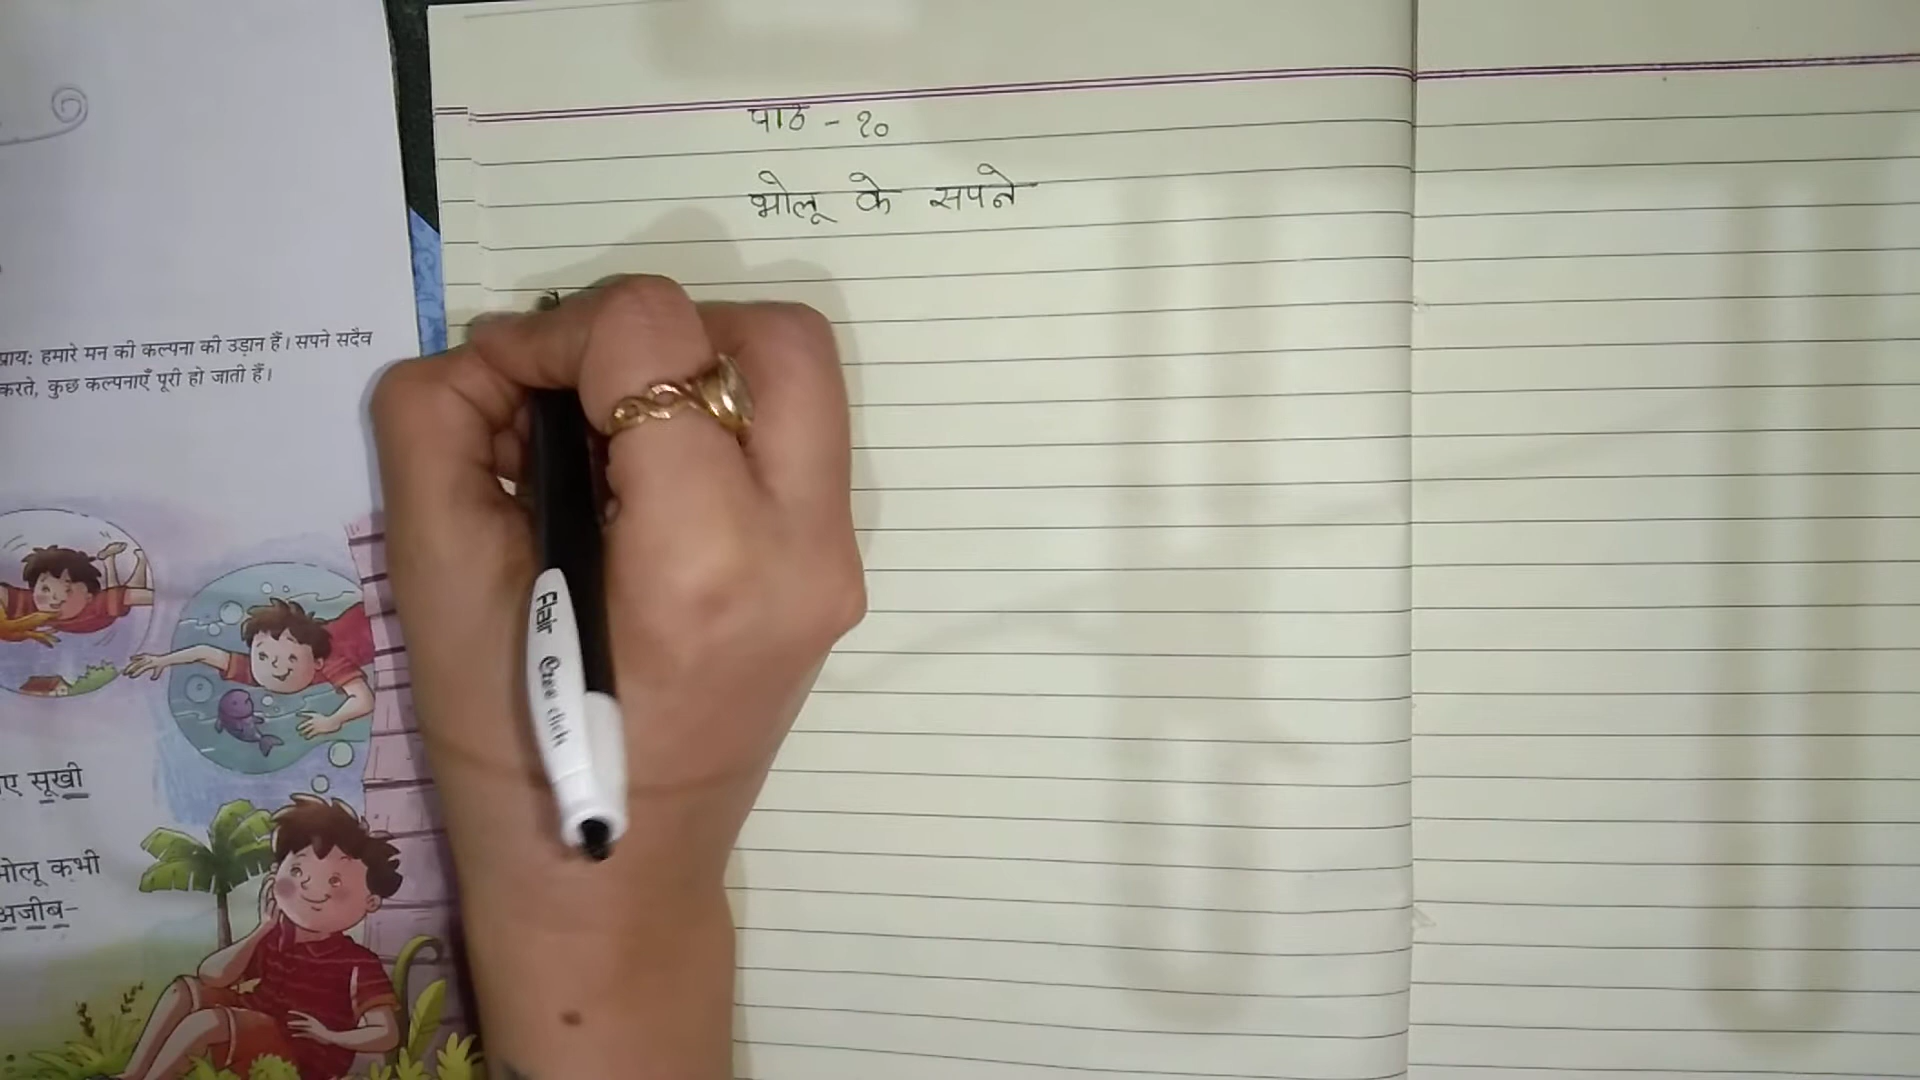 पाठ - १०
भोलू के सपने
प्राय: हमारे मन की कल्पना की उड़ान हैं। सपने सदैव
करते, कुछ कल्पनाएँ पूरी हो जाती हैं।
सूखी
भोलू कभी
अजीब-
Flair